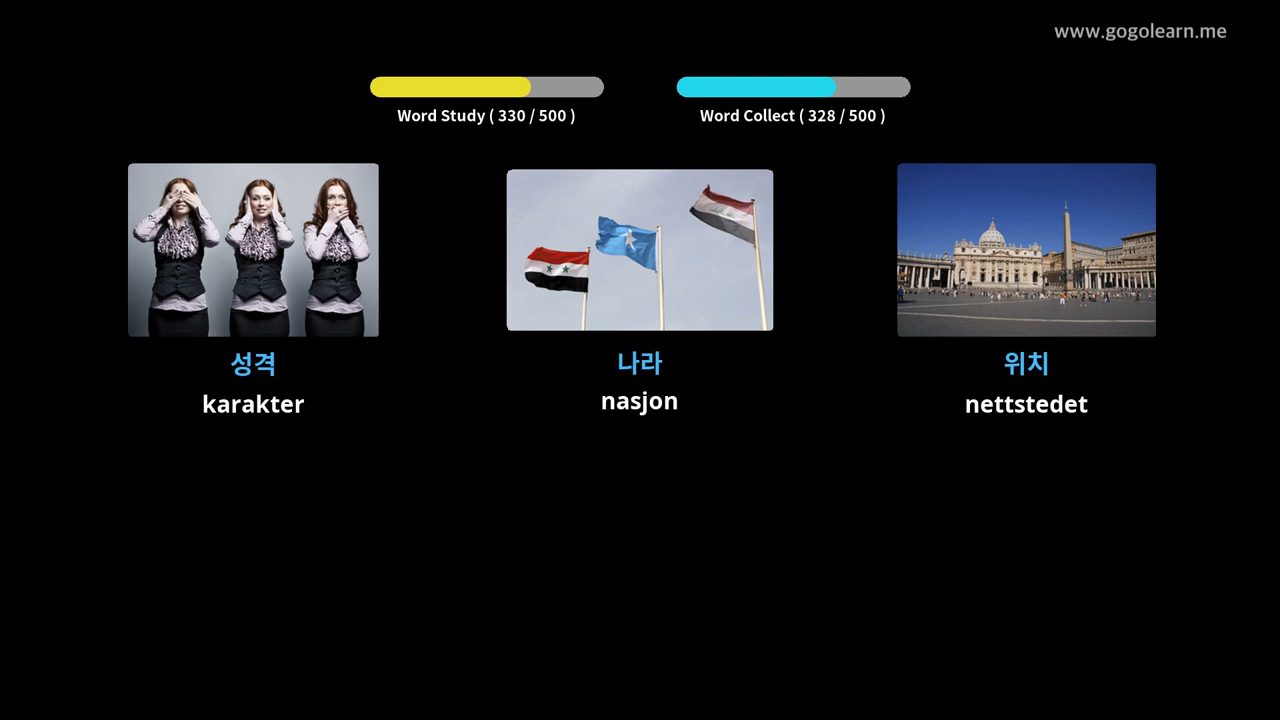 www.gogolearn.me
Word Study ( 330 / 500 )
Word Collect ( 328 / 500 )
성격
karakter
나라
nasjon
위치
nettstedet